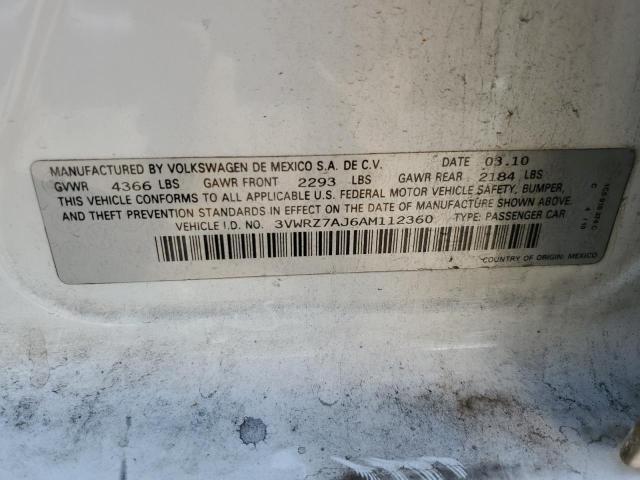 MANUFACTURED BY VOLKSWAGEN DE MEXICO S.A. DE C.V. DATE 03.10
GVWR 4366 LBS GAWR FRONT 2293 LBS GAWR REAR 2184 LBS
THIS VEHICLE CONFORMS TO ALL APPLICABLE U.S. FEDERAL MOTOR VEHICLE SAFETY, BUMPER,
AND THEFT PREVENTION STANDARDS IN EFFECT ON THE DATE OF MANUFACTURE SHOWN ABOVE.
VEHICLE I.D. NO. 3VWRZ7AJ6AM112360 TYPE: PASSENGER CAR
COUNTRY OF ORIGIN: MEXICO